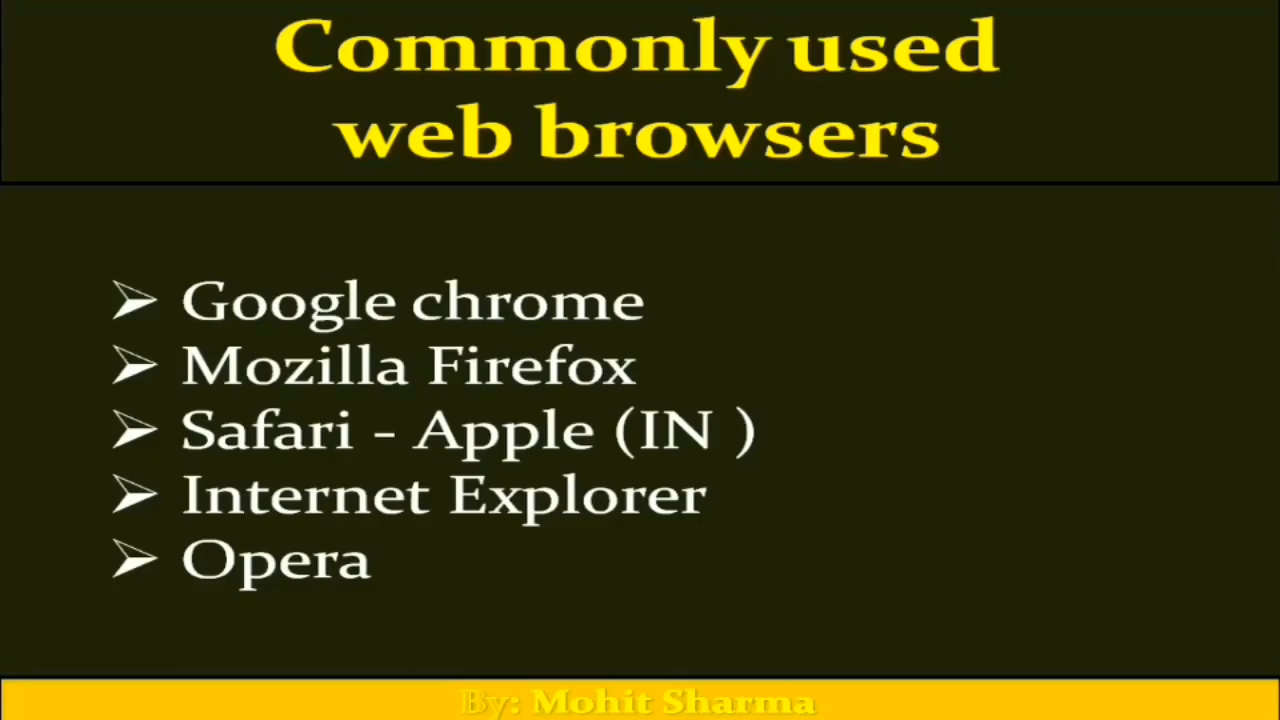 Commonly used
web browsers
➢ Google chrome
➢ Mozilla Firefox
➢ Safari - Apple (IN )
➢ Internet Explorer
➢ Opera
By: Mohit Sharma